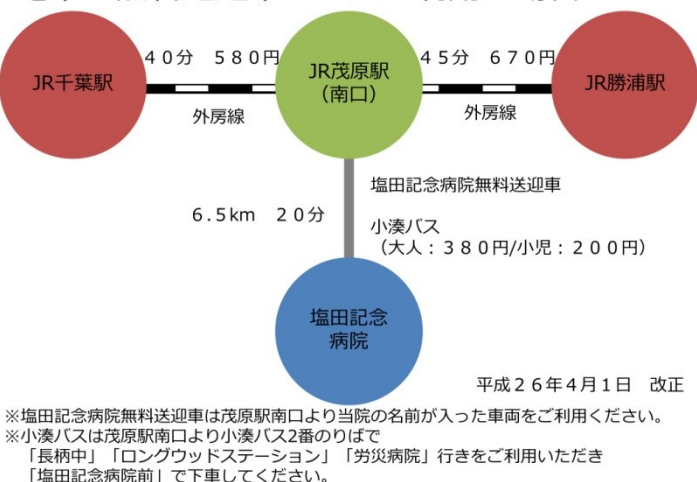 40分 580円
45分 670円
JR千葉駅
JR茂原駅
(南口)
JR勝浦駅
外房線
外房線
塩田記念病院無料送迎車
6.5km 20分
小湊バス
(大人:380円/小児:200円)
塩田記念
病院
平成26年4月1日 改正
※塩田記念病院無料送迎車は茂原駅南口より当院の名前が入った車両をご利用ください。
※小湊バスは茂原駅南口より小湊バス2番のりばで
「長柄中」「ロングウッドステーション」「労災病院」行きをご利用いただき
「塩田記念病院前」で下車してください。